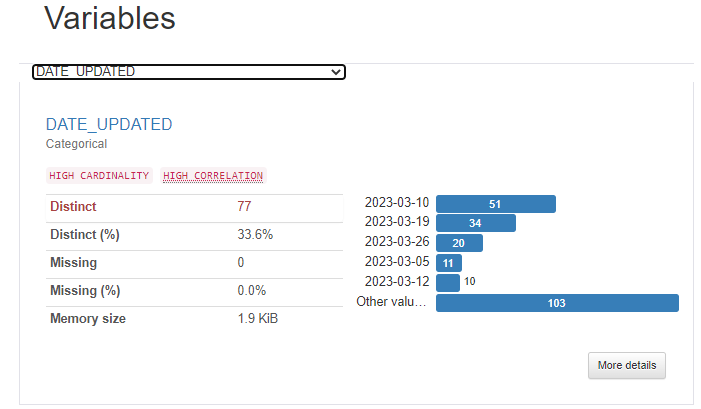 Variables
DATE_UPDATED
DATE_UPDATED
Categorical
HIGH CARDINALITY HIGH CORRELATION
Distinct 77
Distinct (%) 33.6%
Missing 0
Missing (%) 0.0%
Memory size 1.9 KiB
2023-03-10 51
2023-03-19 34
2023-03-26 20
2023-03-05 11
2023-03-12 10
Other valu... 103
More details